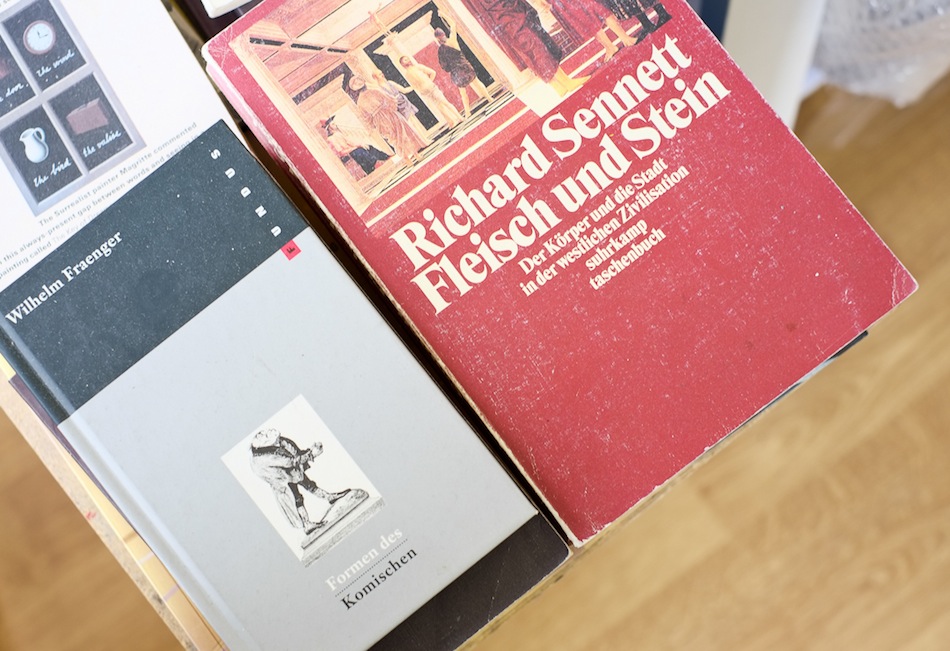 the wind
door.
the bird
the valise
The Surrealist painter Magritte commented
this always-present gap between words and
painting called
Wilhelm Fraenger
FUNDUS
Formen des
Komischen
Richard Sennett
Fleisch und Stein
Der Körper und die Stadt
in der westlichen Zivilisation
suhrkamp
taschenbuch